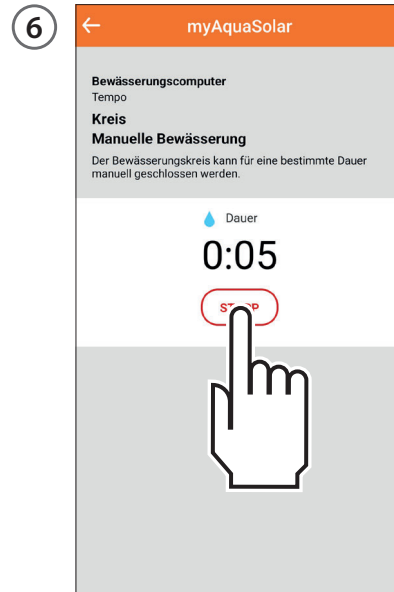 6
myAquaSolar
Bewässerungscomputer
Tempo
Kreis
Manuelle Bewässerung
Der Bewässerungskreis kann für eine bestimmte Dauer
manuell geschlossen werden.
Dauer
0:05